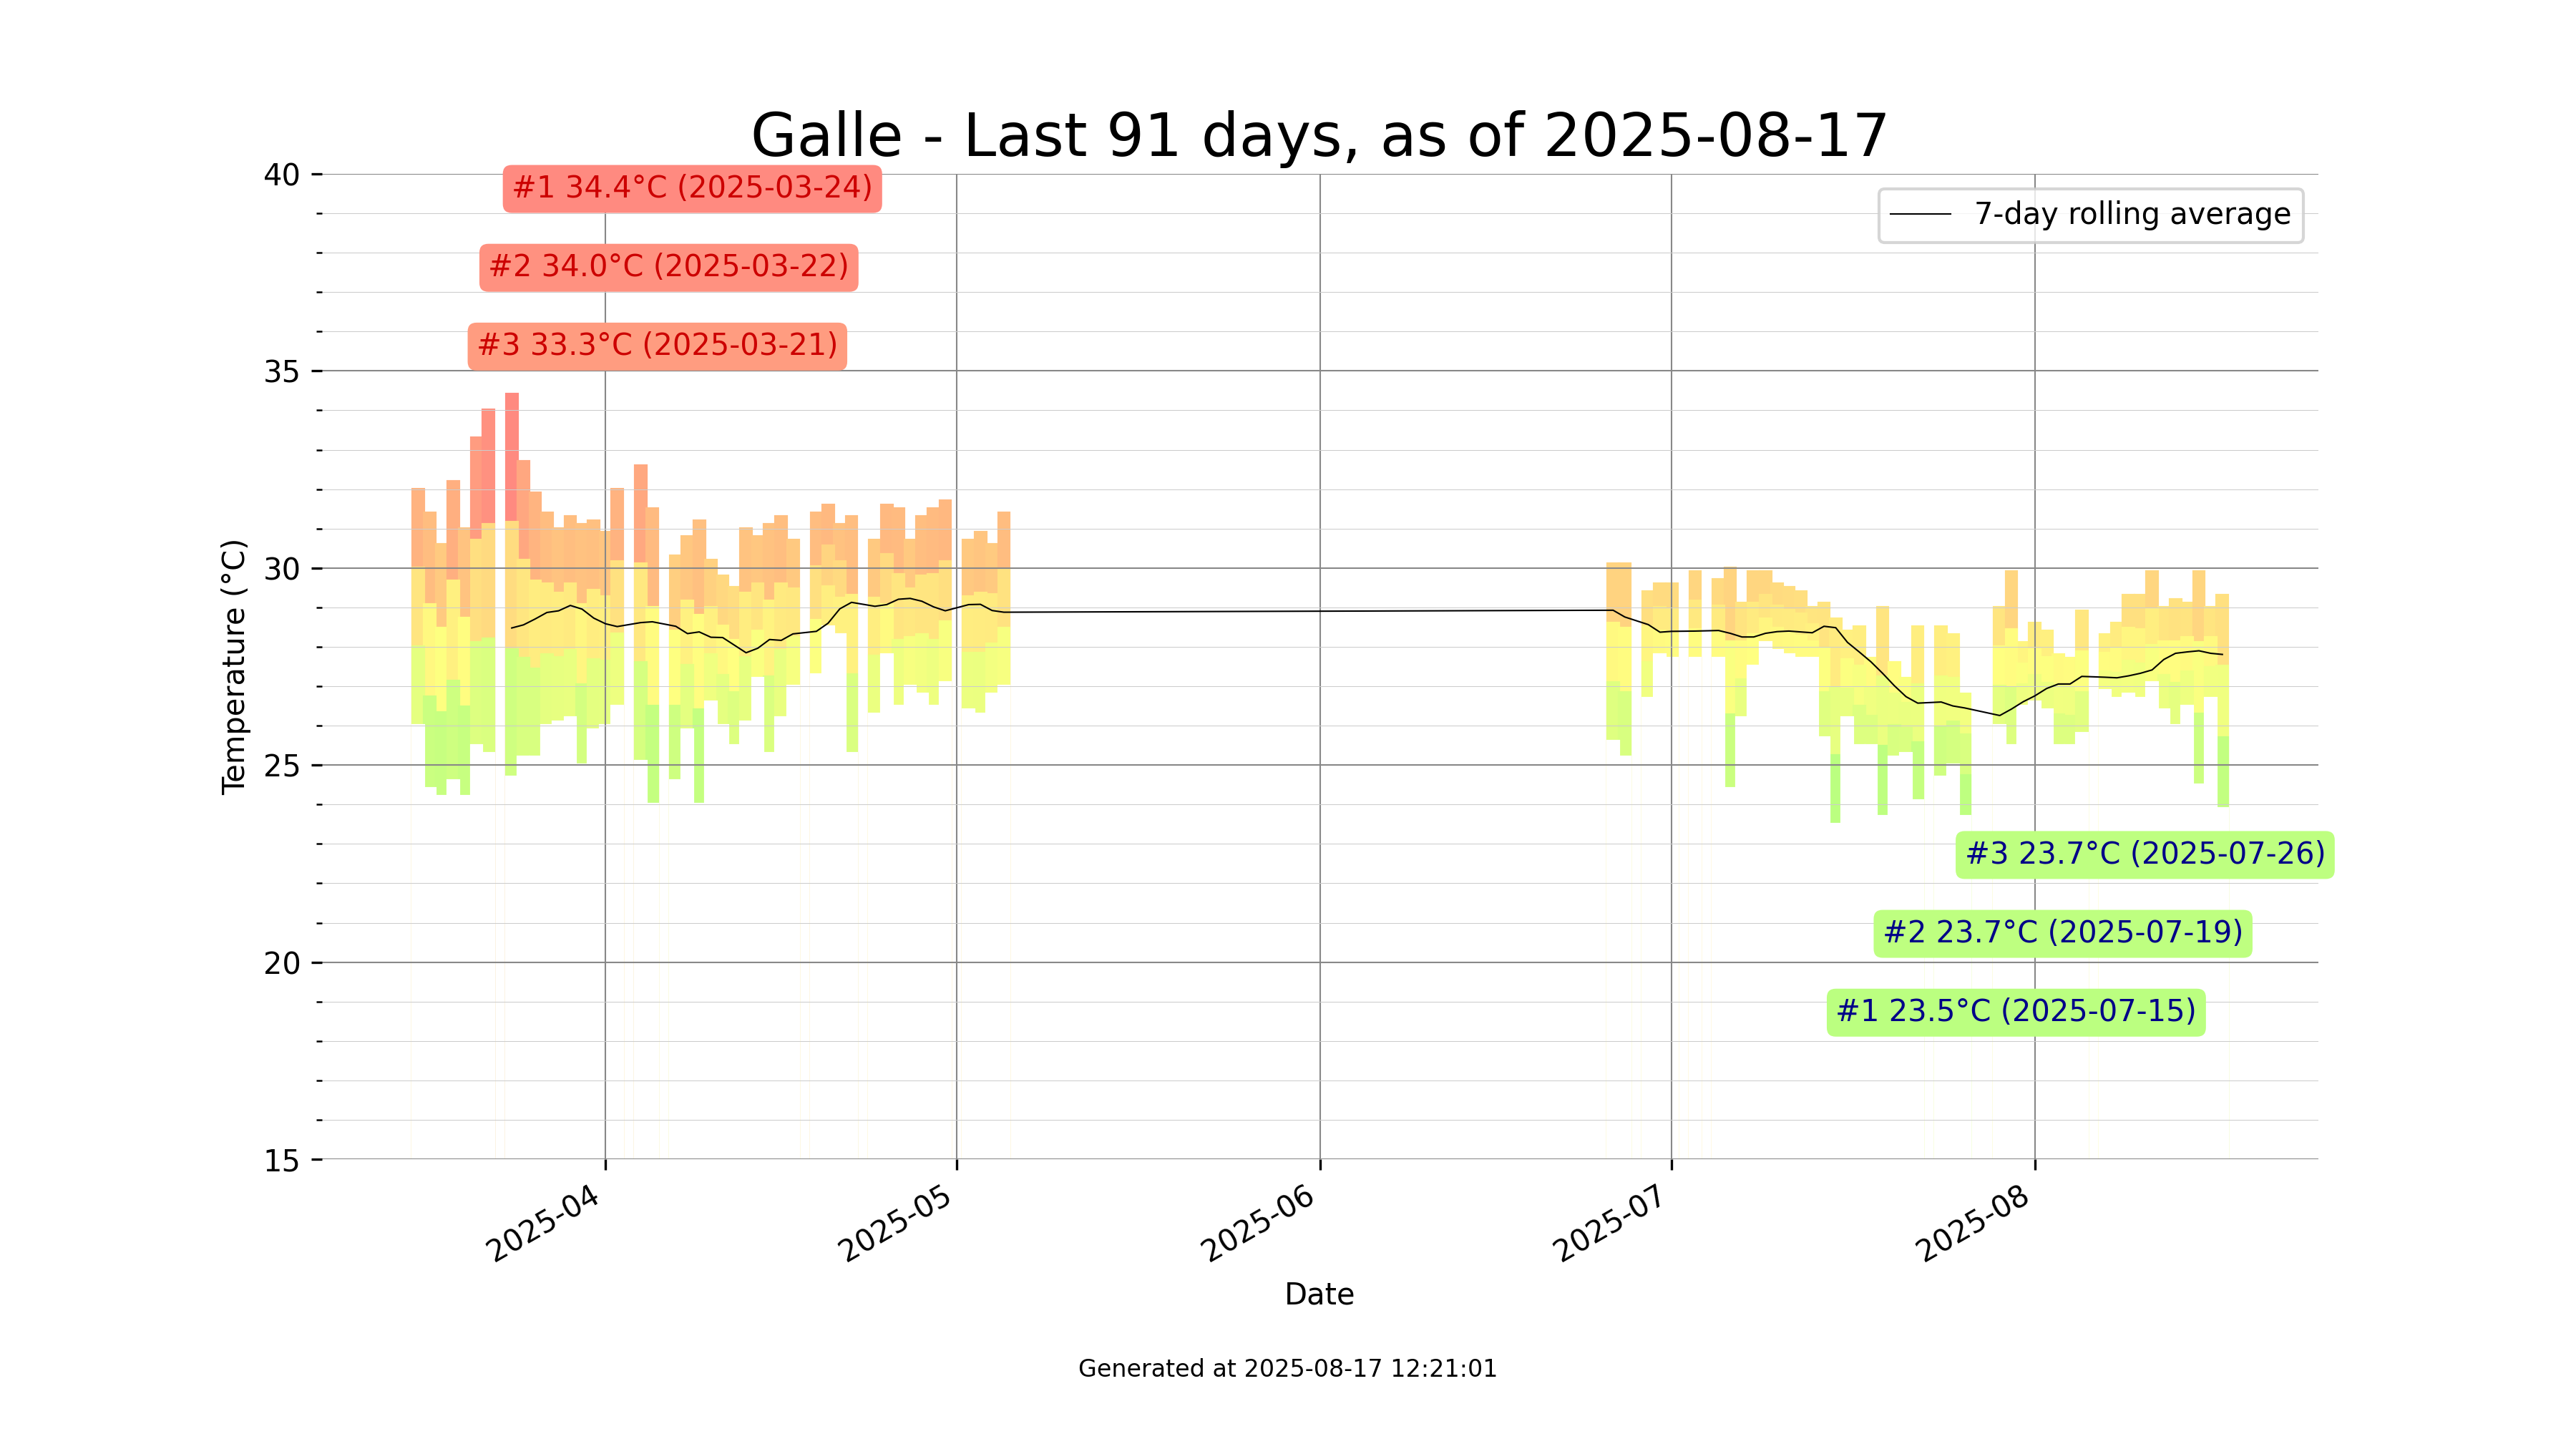 Galle - Last 91 days, as of 2025-08-17
40
#1 34.4°C (2025-03-24)
7-day rolling average
#2 34.0°C (2025-03-22)
#3 33.3°C (2025-03-21)
35
30
Temperature (°C)
25
#3 23.7°C (2025-07-26)
#2 23.7°C (2025-07-19)
20
#1 23.5°C (2025-07-15)
15
2025-04
2025-05
2025-06
2025-07
2025-08
Date
Generated at 2025-08-17 12:21:01